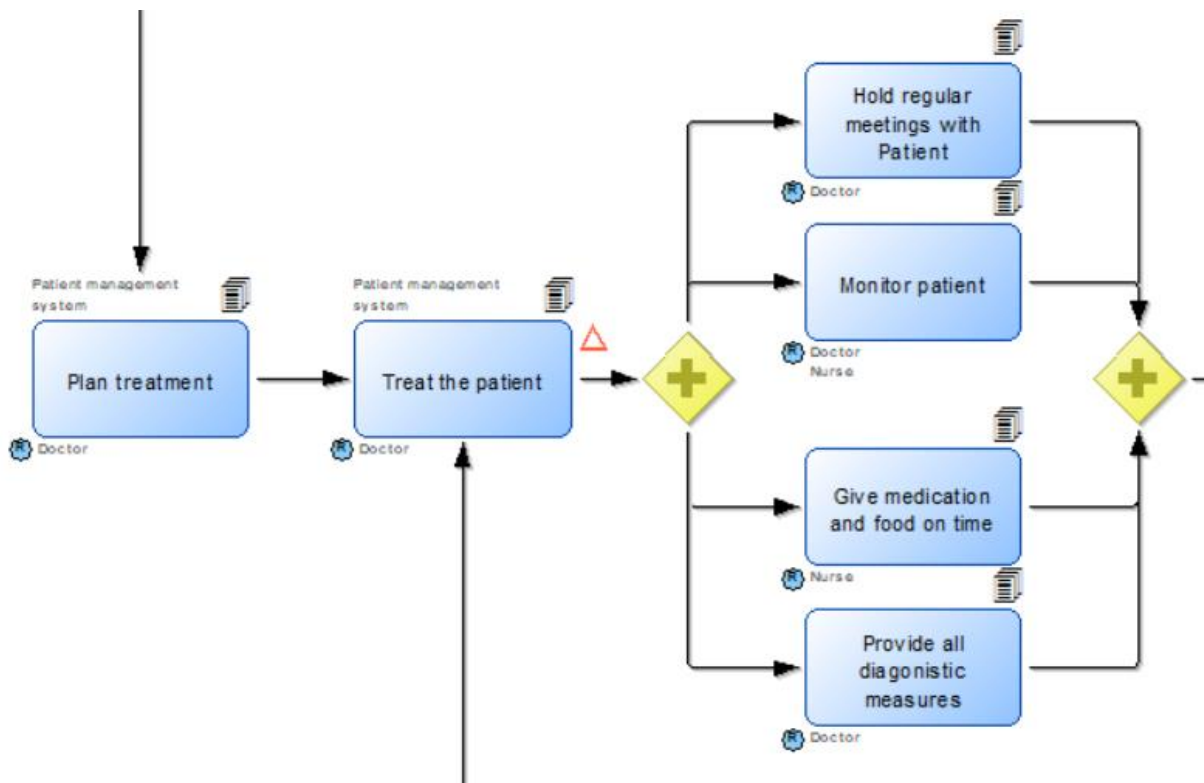 Patient management
system
Plan treatment
R Doctor
Patient management
system
Treat the patient
R Doctor
Hold regular
meetings with
Patient
R Doctor
Monitor patient
R Doctor
Nurse
Give medication
and food on time
R Nurse
Provide all
diagonistic
measures
R Doctor